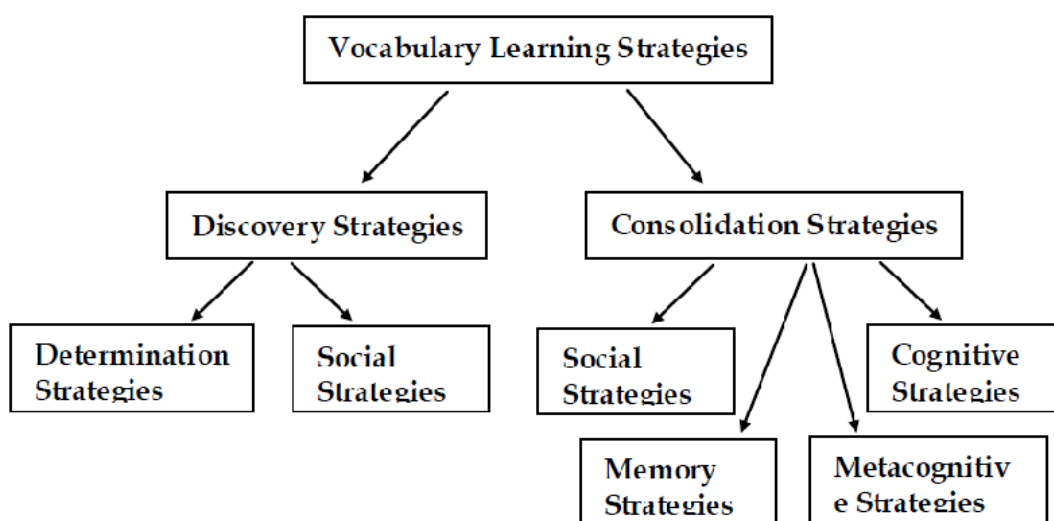 Vocabulary Learning Strategies
Discovery Strategies
Consolidation Strategies
Determination
Strategies
Social
Strategies
Social
Strategies
Cognitive
Strategies
Memory
Strategies
Metacognitiv
e Strategies